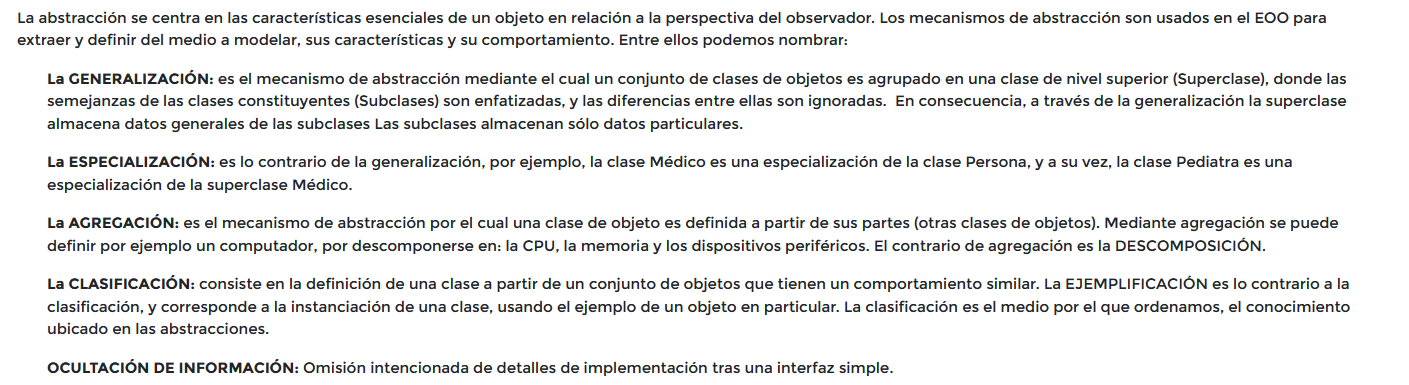 La abstracción se centra en las características esenciales de un objeto en relación a la perspectiva del observador. Los mecanismos de abstracción son usados en el EOO para
extraer y definir del medio a modelar, sus características y su comportamiento. Entre ellos podemos nombrar:
La GENERALIZACIÓN: es el mecanismo de abstracción mediante el cual un conjunto de clases de objetos es agrupado en una clase de nivel superior (Superclase), donde las
semejanzas de las clases constituyentes (Subclases) son enfatizadas, y las diferencias entre ellas son ignoradas.  En consecuencia, a través de la generalización la superclase
almacena datos generales de las subclases Las subclases almacenan sólo datos particulares.
La ESPECIALIZACIÓN: es lo contrario de la generalización, por ejemplo, la clase Médico es una especialización de la clase Persona, y a su vez, la clase Pediatra es una
especialización de la superclase Médico.
La AGREGACIÓN: es el mecanismo de abstracción por el cual una clase de objeto es definida a partir de sus partes (otras clases de objetos). Mediante agregación se puede
definir por ejemplo un computador, por descomponerse en: la CPU, la memoria y los dispositivos periféricos. El contrario de agregación es la DESCOMPOSICIÓN.
La CLASIFICACIÓN: consiste en la definición de una clase a partir de un conjunto de objetos que tienen un comportamiento similar. La EJEMPLIFICACIÓN es lo contrario a la
clasificación, y corresponde a la instanciación de una clase, usando el ejemplo de un objeto en particular. La clasificación es el medio por el que ordenamos, el conocimiento
ubicado en las abstracciones.
OCULTACIÓN DE INFORMACIÓN: Omisión intencionada de detalles de implementación tras una interfaz simple.